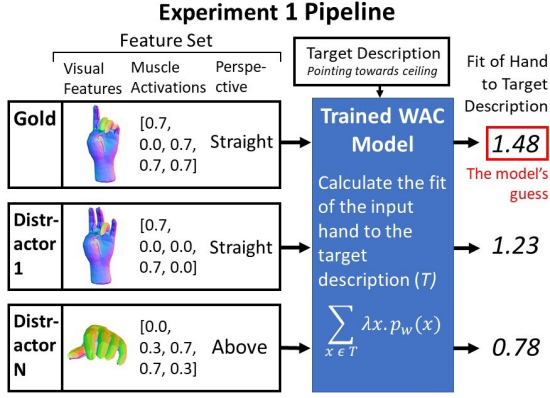 Experiment 1 Pipeline
Feature Set
Visual Features
Muscle Activations
Perspe-
ctive
Target Description
Pointing towards ceiling
Fit of Hand
to Target
Description
Gold
[0.7,
0.0, 0.7,
0.7, 0.7]
Straight
Trained WAC
Model
1.48
The model's
guess
Distr-
actor
1
[0.7,
0.0, 0.0,
0.7, 0.0]
Straight
Calculate the fit
of the input
hand to the
target
description (T)
1.23
Distr-
actor
N
[0.0,
0.3, 0.7,
0.7, 0.3]
Above
∑ λx.p_w(x)
x ϵ T
0.78